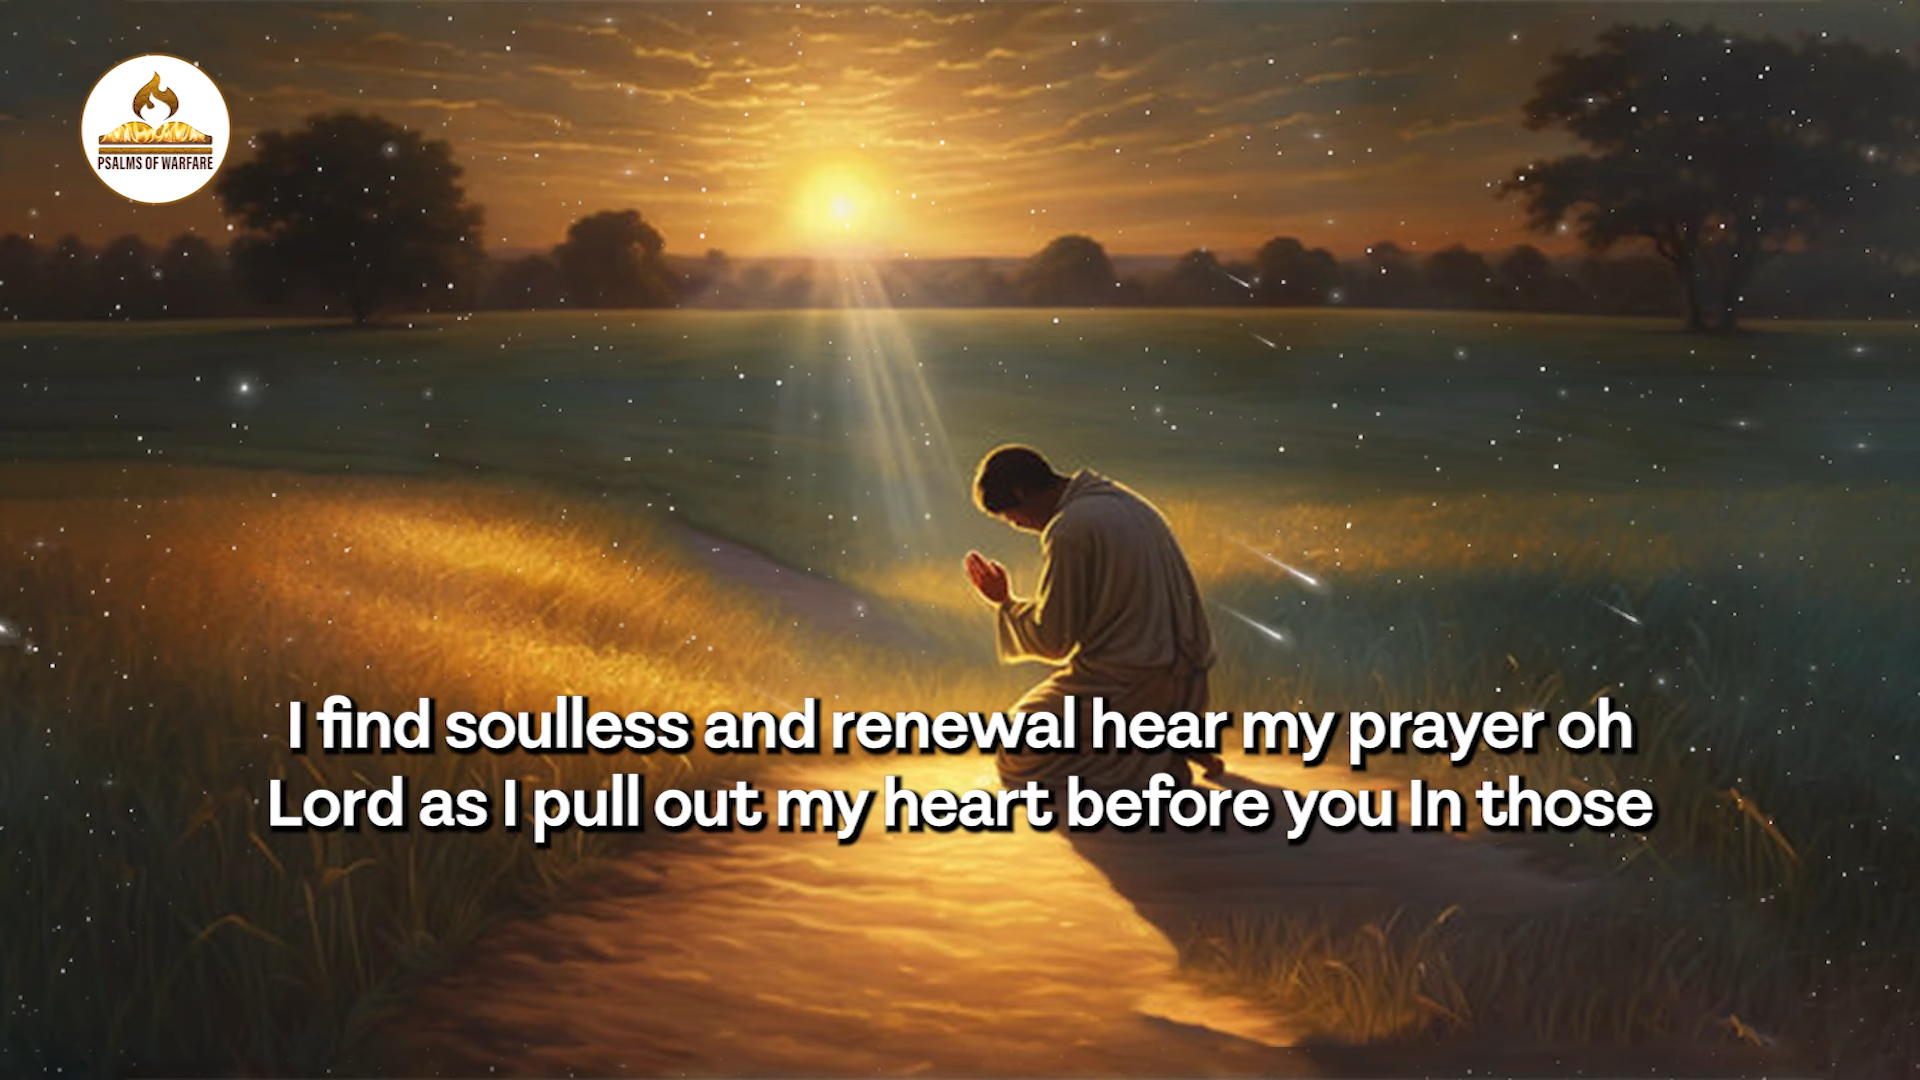 PSALMS OF WARFARE
I find soulless and renewal hear my prayer oh
Lord as I pull out my heart before you In those